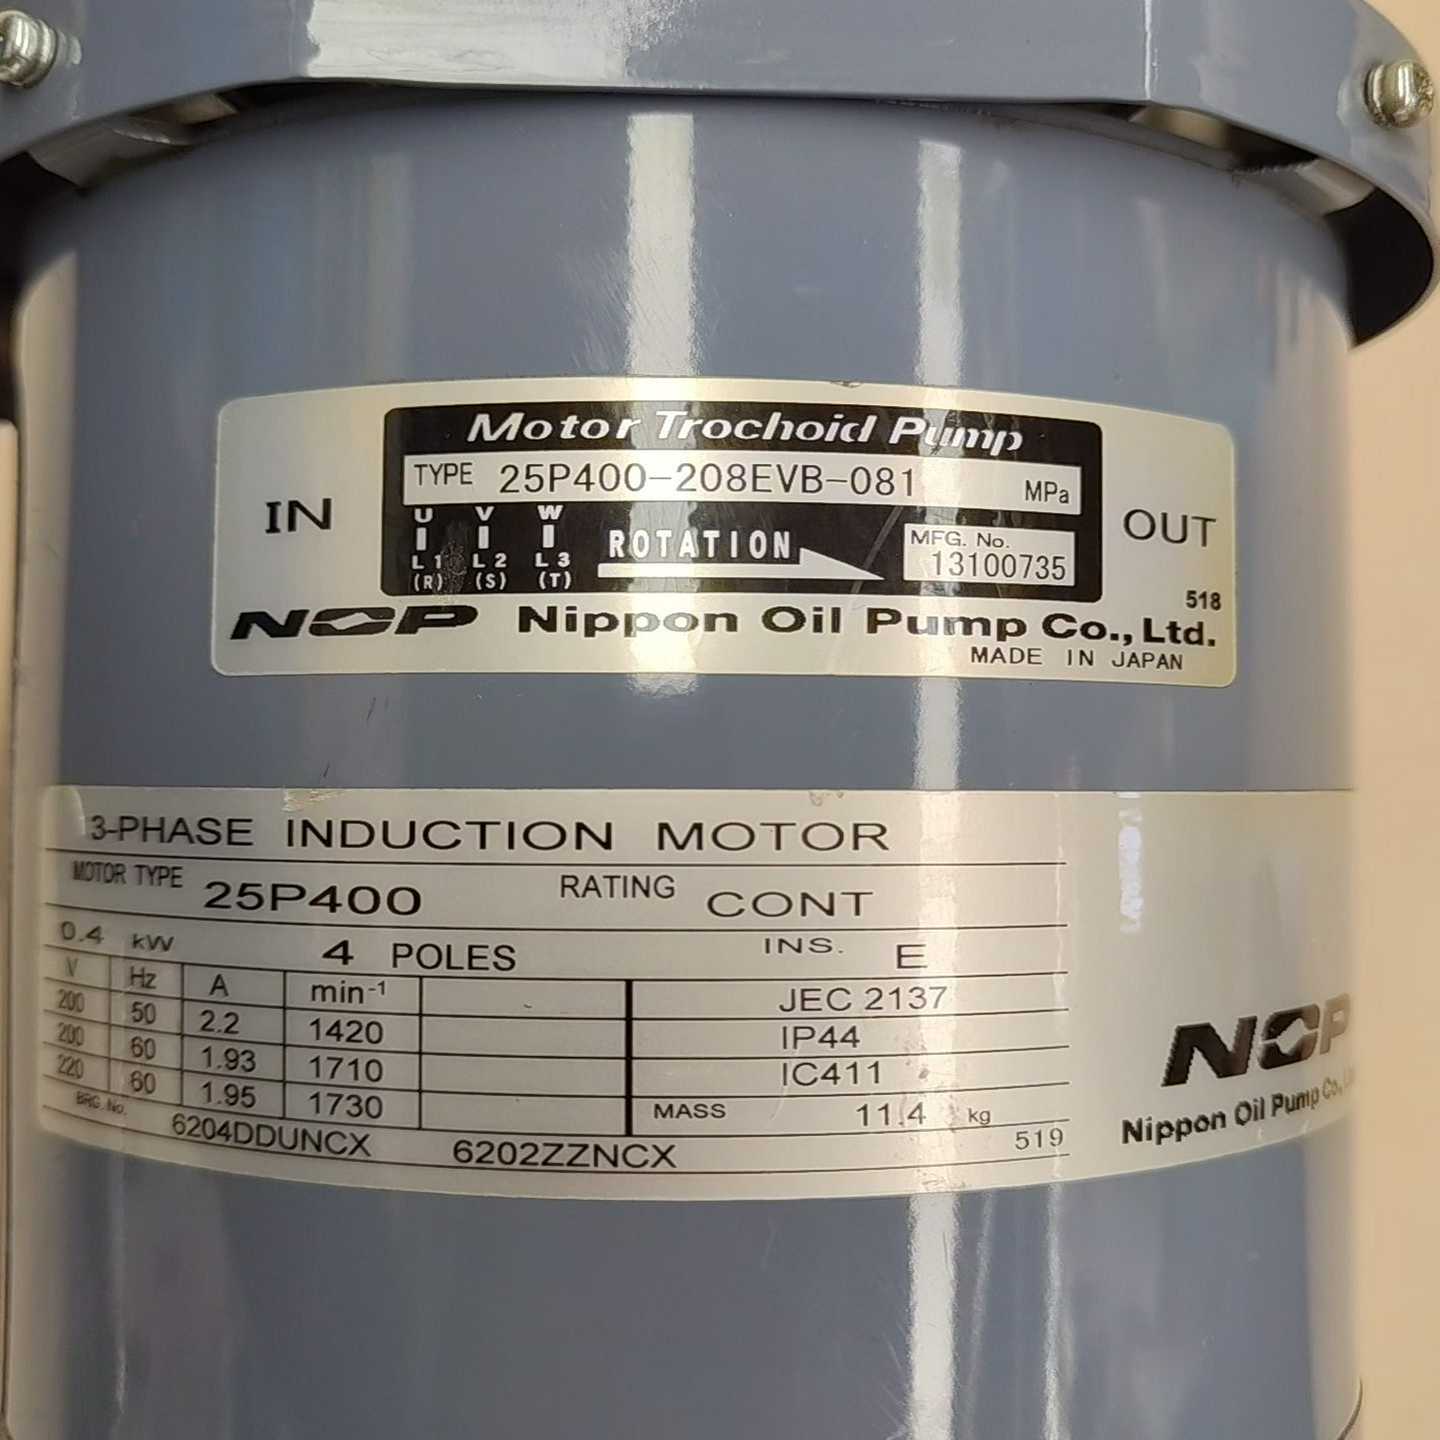 Motor Trochoid Pump
TYPE 25P400-208EVB-081 MPa
IN
OUT
U V W
L1 L2 L3
(R) (S) (T)
ROTATION
MFG. No.
13100735
518
NOP Nippon Oil Pump Co., Ltd.
MADE IN JAPAN
3-PHASE INDUCTION MOTOR
MOTOR TYPE 25P400 RATING CONT
0.4 kW 4 POLES INS. E
V Hz A min-1 JEC 2137
200 50 2.2 1420 IP44
200 60 1.93 1710 IC411
220 60 1.95 1730 MASS 11.4 kg
BRG.No. 6204DDUNCX 6202ZZNCX 519
NOP
Nippon Oil Pump Co.,